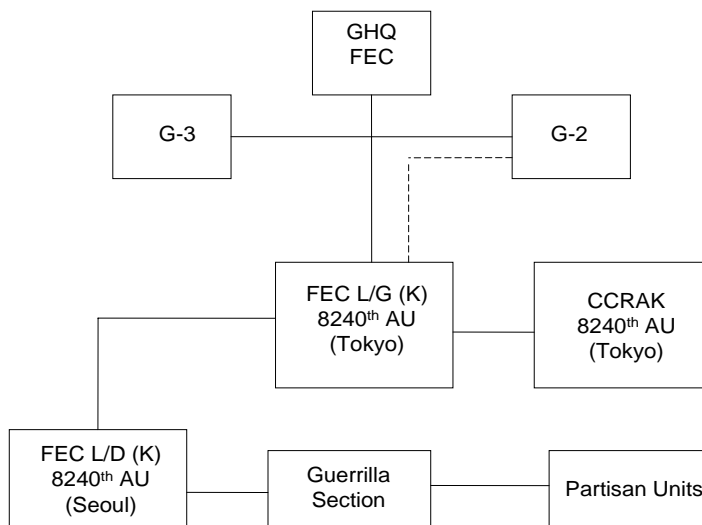 GHQ
FEC
G-3
G-2
FEC L/G (K)
8240th AU
(Tokyo)
CCRAK
8240th AU
(Tokyo)
FEC L/D (K)
8240th AU
(Seoul)
Guerrilla
Section
Partisan Units